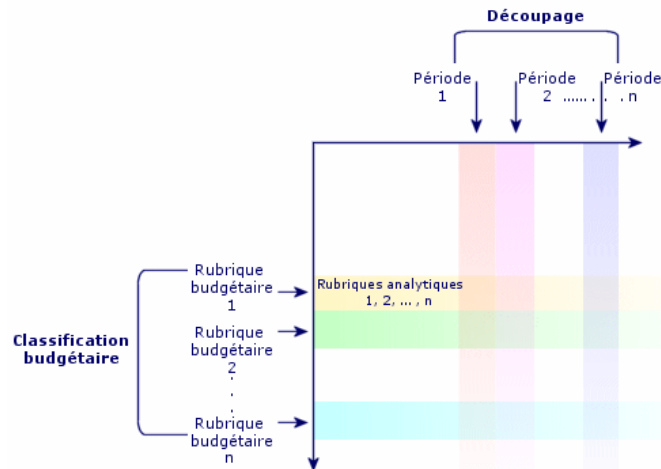 Découpage
Période
1
Période
2 ...... . . . n
Période
Rubrique
budgétaire
1
Rubriques analytiques
1, 2, ... , n
Classification
budgétaire
Rubrique
budgétaire
2
.
.
.
Rubrique
budgétaire
n